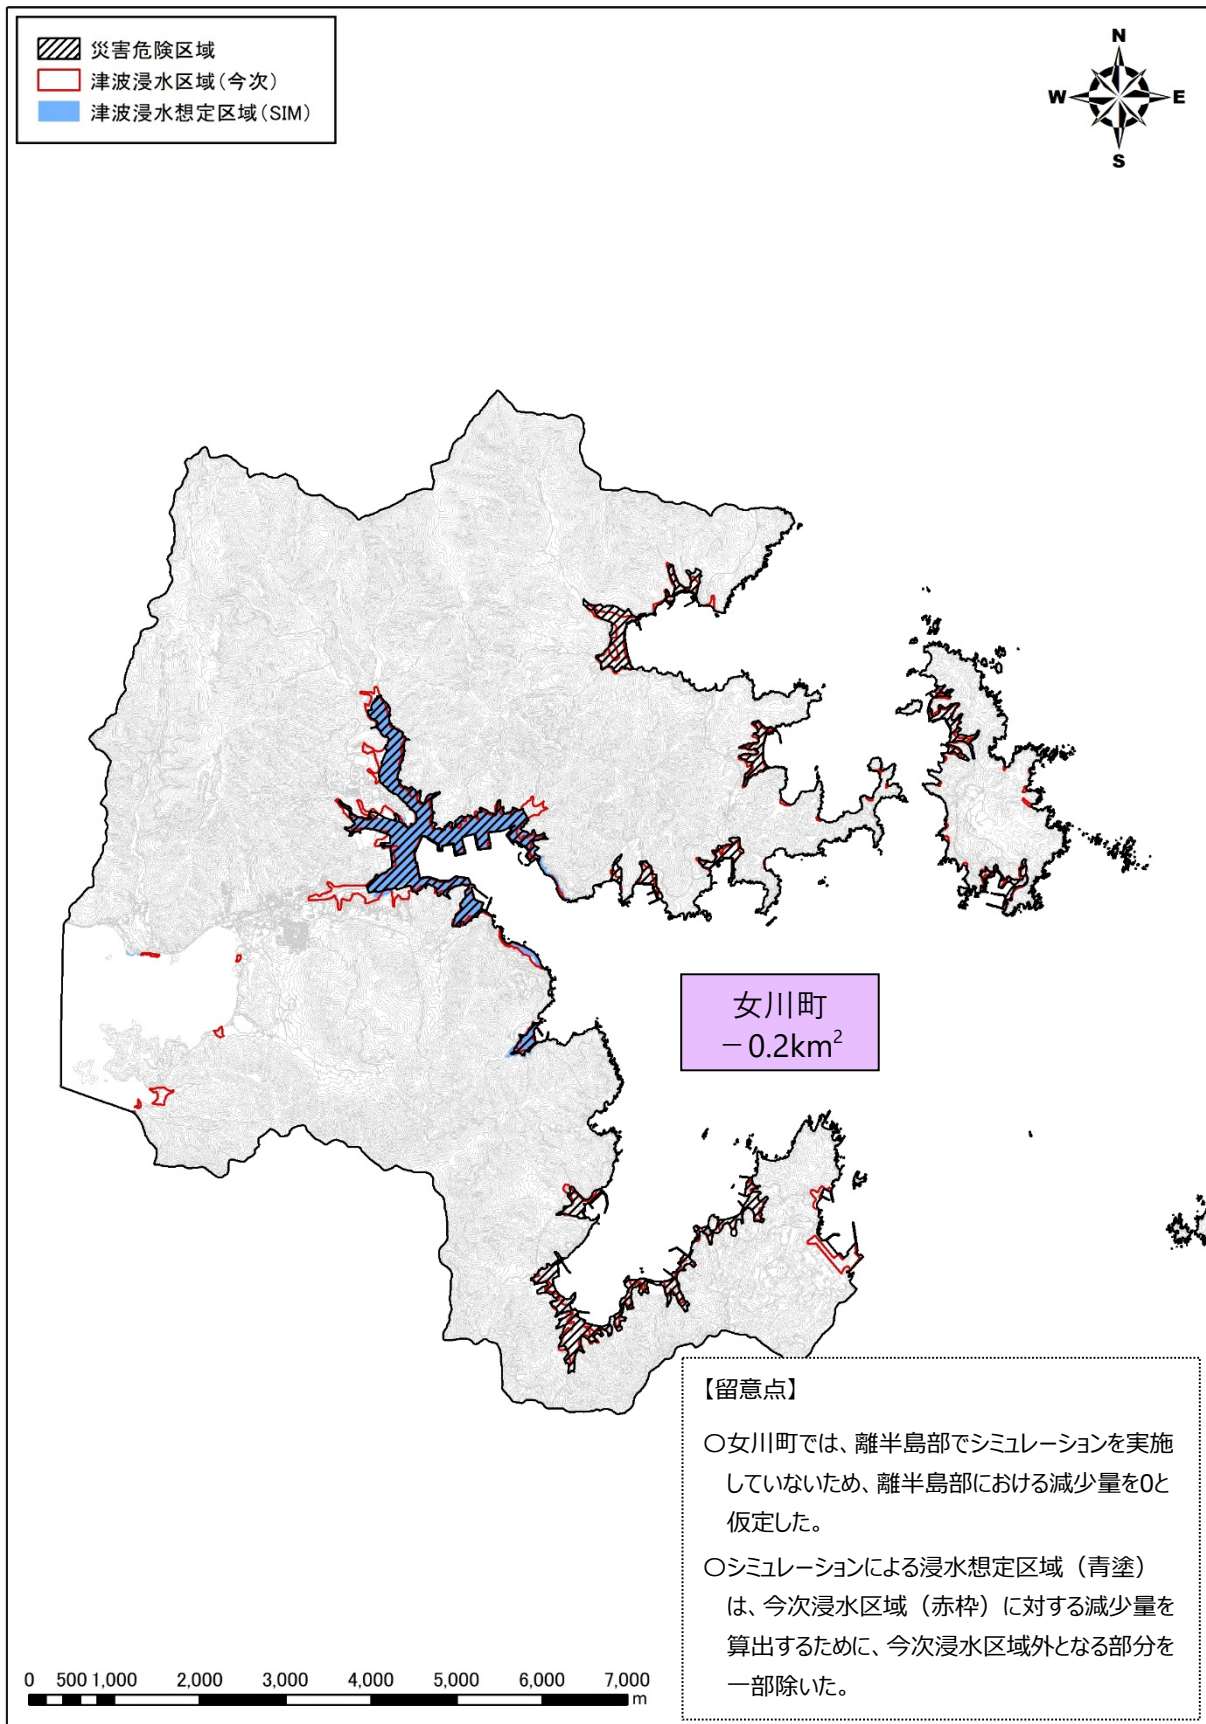 災害危険区域
津波浸水区域(今次)
津波浸水想定区域(SIM)
N
W E
S
女川町
－0.2km²
【留意点】
○女川町では、離半島部でシミュレーションを実施
していないため、離半島部における減少量を0と
仮定した。
○シミュレーションによる浸水想定区域（青塗）
は、今次浸水区域（赤枠）に対する減少量を
算出するために、今次浸水区域外となる部分を
一部除いた。
0 500 1,000 2,000 3,000 4,000 5,000 6,000 7,000
m